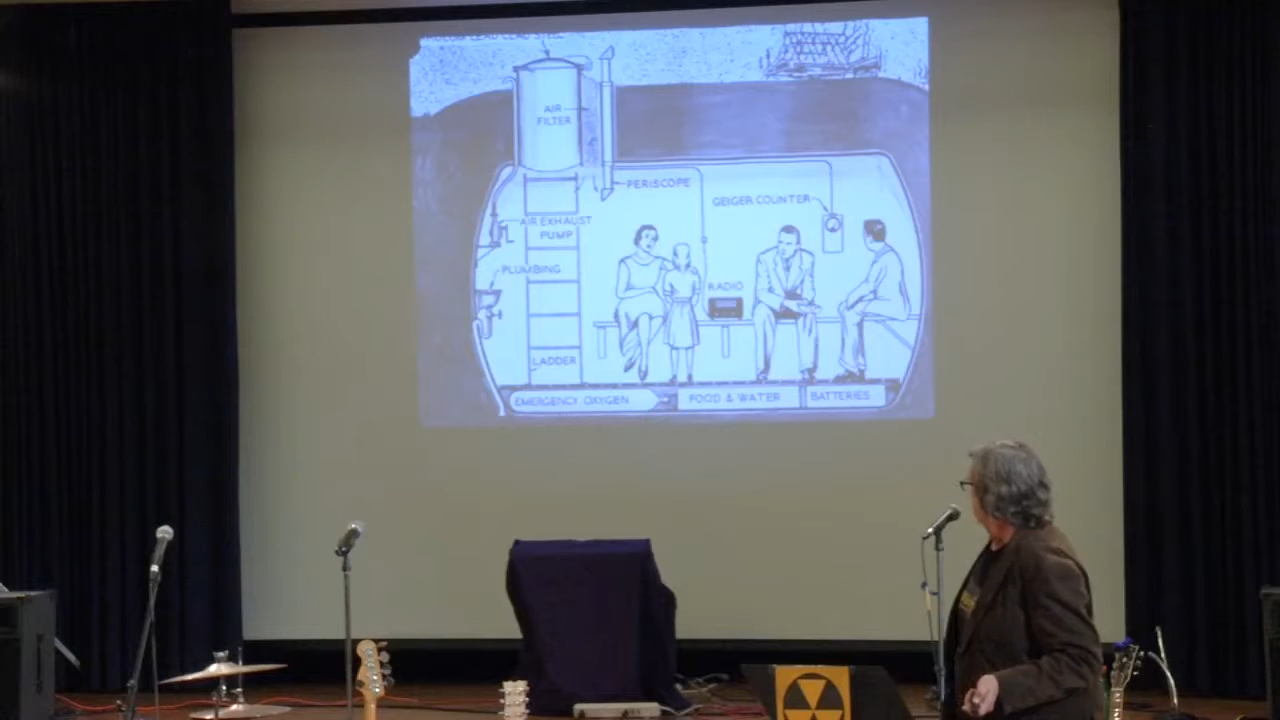 AIR
FILTER
PERISCOPE
GEIGER COUNTER
AIR EXHAUST
PUMP
PLUMBING
RADIO
LADDER
EMERGENCY OXYGEN
FOOD & WATER
BATTERIES